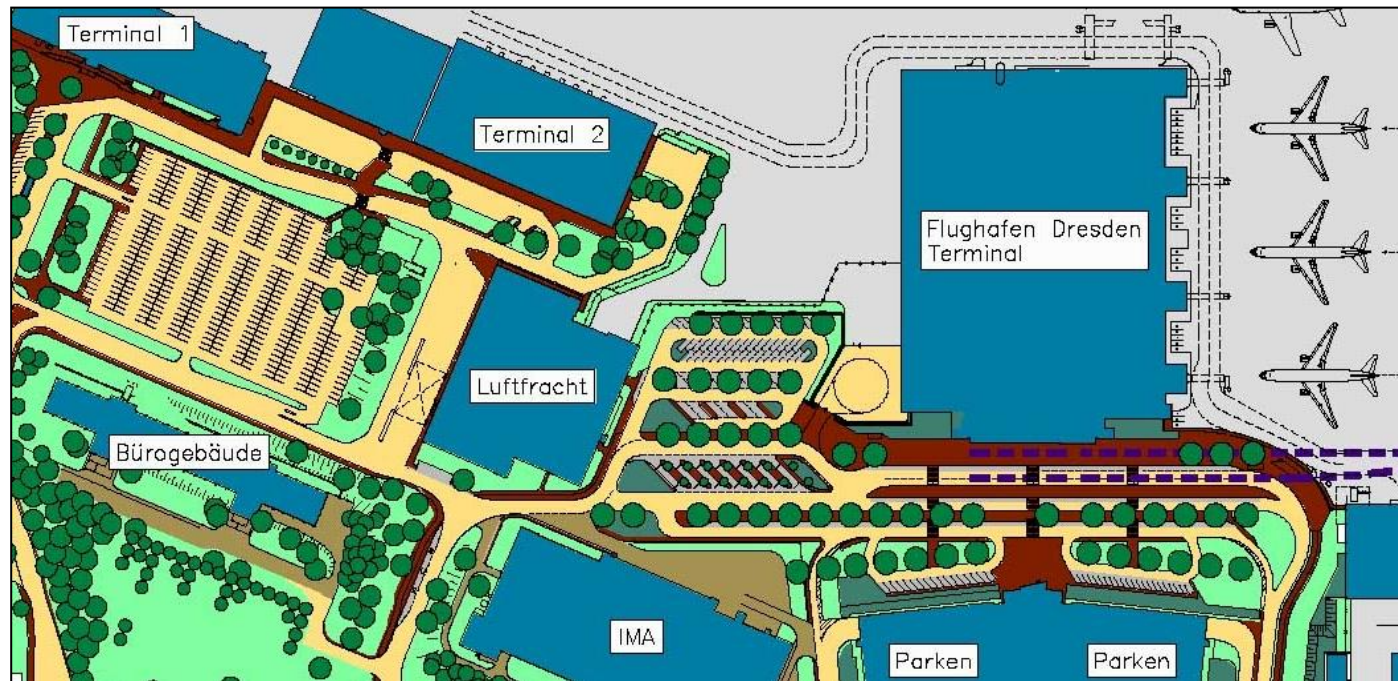 Terminal 1
Terminal 2
Flughafen Dresden
Terminal
Luftfracht
Bürogebäude
IMA
Parken
Parken